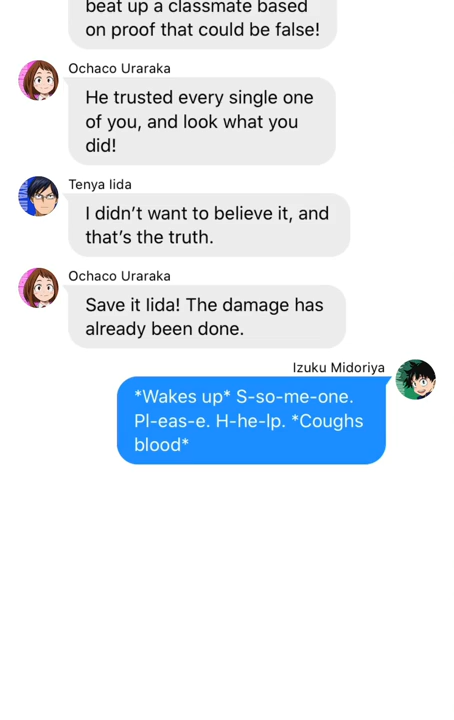 beat up a classmate based
on proof that could be false!
Ochaco Uraraka
He trusted every single one
of you, and look what you
did!
Tenya Iida
I didn’t want to believe it, and
that’s the truth.
Ochaco Uraraka
Save it Iida! The damage has
already been done.
Izuku Midoriya
*Wakes up* S-so-me-one.
Pl-eas-e. H-he-lp. *Coughs
blood*